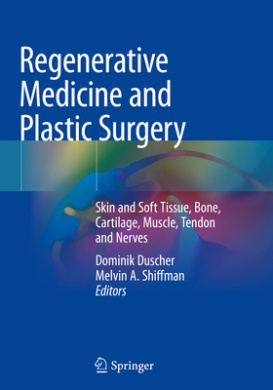 Regenerative
Medicine and
Plastic Surgery
Skin and Soft Tissue, Bone,
Cartilage, Muscle, Tendon
and Nerves
Dominik Duscher
Melvin A. Shiffman
Editors
Springer